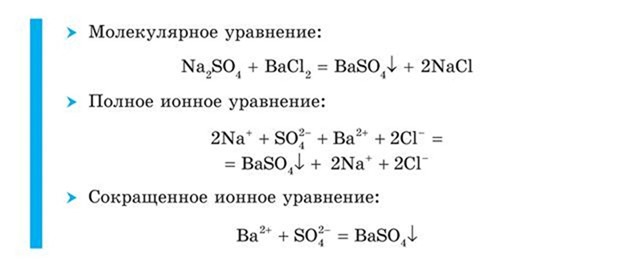 ➤ Молекулярное уравнение:
Na₂SO₄ + BaCl₂ = BaSO₄↓ + 2NaCl
➤ Полное ионное уравнение:
2Na⁺ + SO₄²⁻ + Ba²⁺ + 2Cl⁻ =
= BaSO₄↓ + 2Na⁺ + 2Cl⁻
➤ Сокращенное ионное уравнение:
Ba²⁺ + SO₄²⁻ = BaSO₄↓